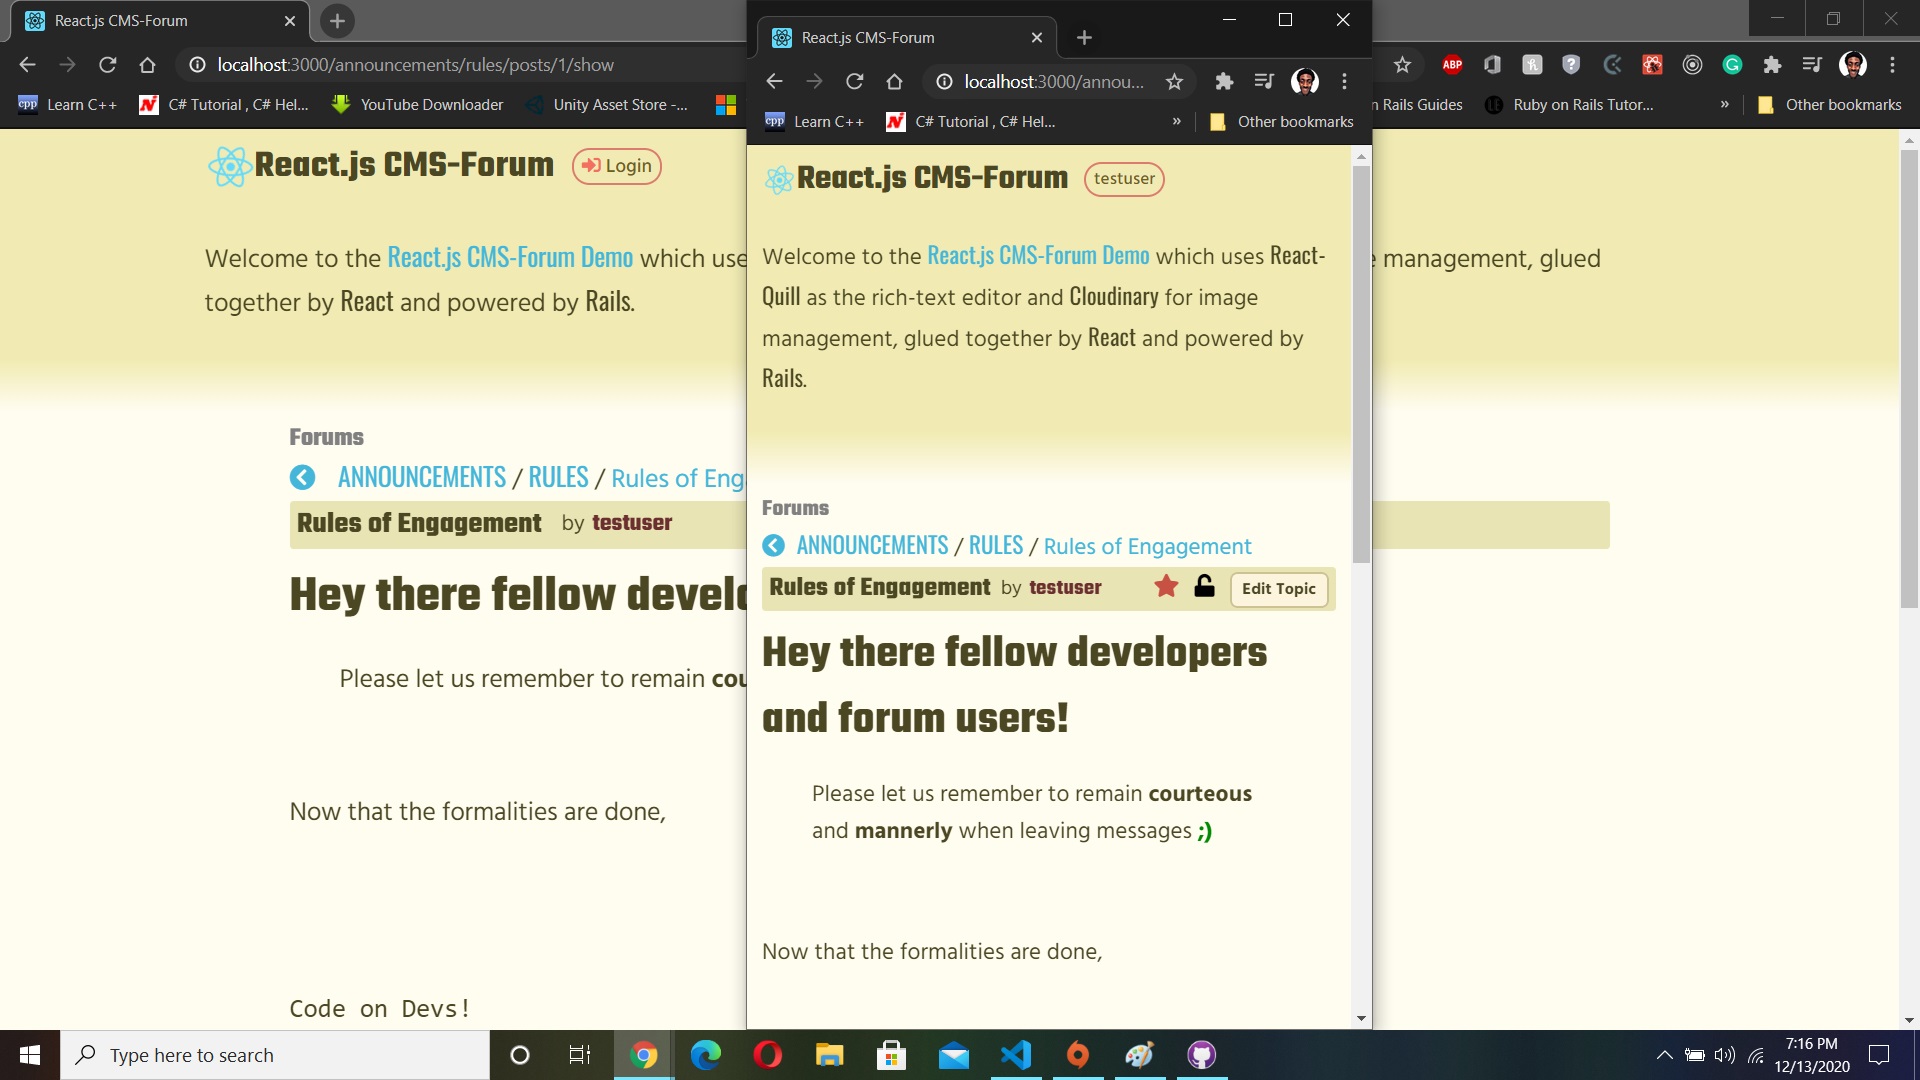 React.js CMS-Forum
localhost:3000/announcements/rules/posts/1/show
cpp Learn C++ C# Tutorial , C# Hel... YouTube Downloader Unity Asset Store -...
React.js CMS-Forum Login
Welcome to the React.js CMS-Forum Demo which use
together by React and powered by Rails.
Forums
ANNOUNCEMENTS / RULES / Rules of Eng
Rules of Engagement by testuser
Hey there fellow develo
Please let us remember to remain cou
Now that the formalities are done,
Code on Devs!
React.js CMS-Forum
localhost:3000/annou...
cpp Learn C++ C# Tutorial , C# Hel... » Other bookmarks
React.js CMS-Forum testuser
Welcome to the React.js CMS-Forum Demo which uses React-
Quill as the rich-text editor and Cloudinary for image
management, glued together by React and powered by
Rails.
Forums
ANNOUNCEMENTS / RULES / Rules of Engagement
Rules of Engagement by testuser Edit Topic
Hey there fellow developers
and forum users!
Please let us remember to remain courteous
and mannerly when leaving messages ;)
Now that the formalities are done,
ABP
n Rails Guides Ruby on Rails Tutor... » Other bookmarks
e management, glued
Type here to search
7:16 PM
12/13/2020